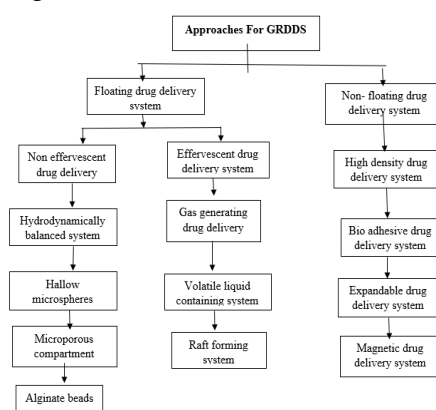 Approaches For GRDDS
Floating drug delivery
system
Non- floating drug
delivery system
Non effervescent
drug delivery
Effervescent drug
delivery system
High density drug
delivery system
Hydrodynamically
balanced system
Gas generating
drug delivery
Bio adhesive drug
delivery system
Hallow
microspheres
Volatile liquid
containing system
Expandable drug
delivery system
Microporous
compartment
Raft forming
system
Magnetic drug
delivery system
Alginate beads